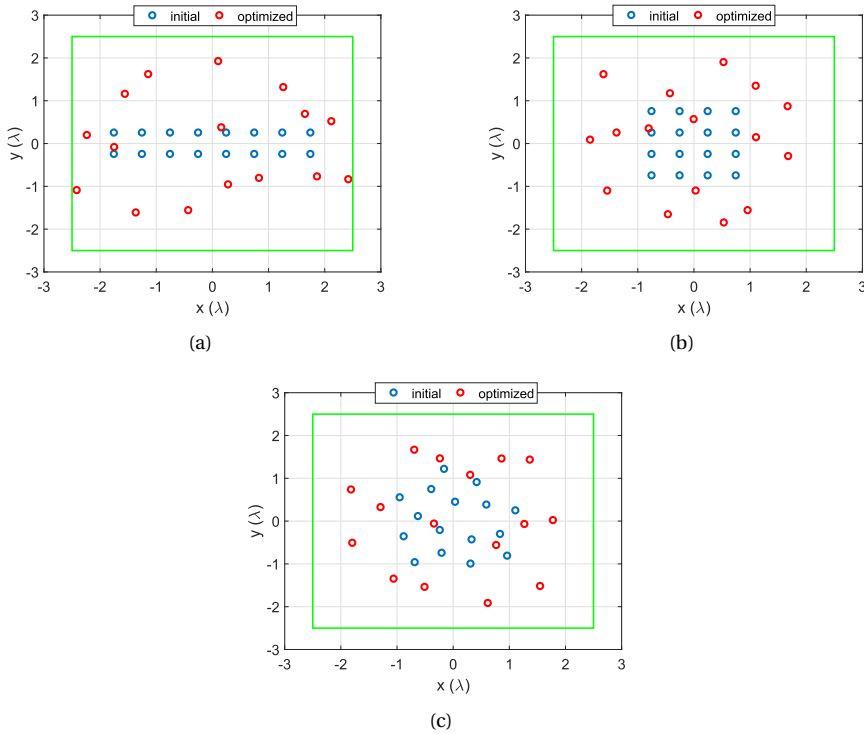 initial optimized
3
2
1
0
-1
-2
-3
y (λ)
-3 -2 -1 0 1 2 3
x (λ)
(a)
initial optimized
3
2
1
0
-1
-2
-3
y (λ)
-3 -2 -1 0 1 2 3
x (λ)
(b)
initial optimized
3
2
1
0
-1
-2
-3
y (λ)
-3 -2 -1 0 1 2 3
x (λ)
(c)